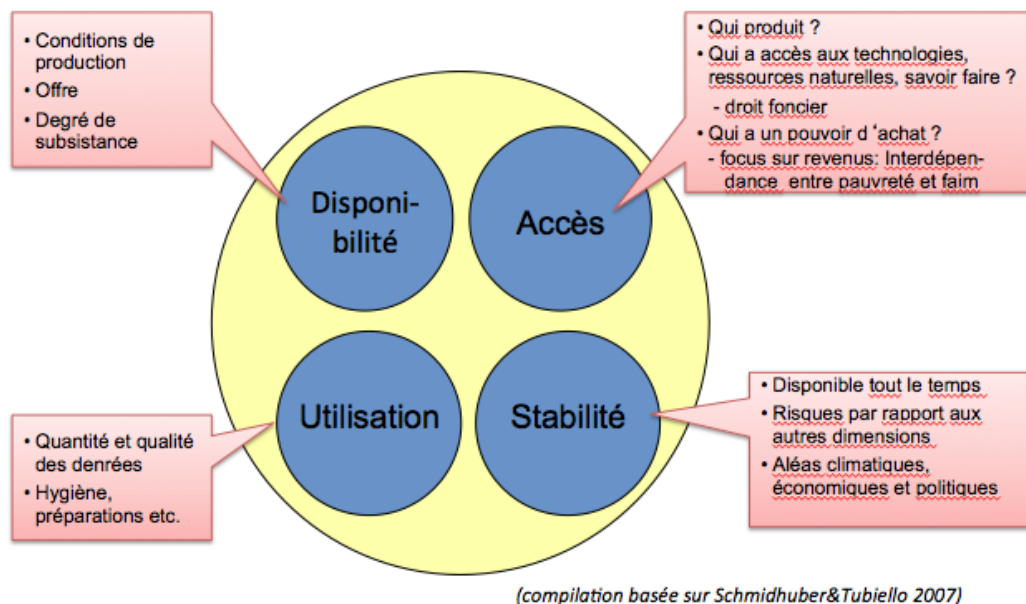 • Conditions de
production
• Offre
• Degré de
subsistance
• Qui produit ?
• Qui a accès aux technologies,
ressources naturelles, savoir faire ?
- droit foncier
• Qui a un pouvoir d ‘achat ?
- focus sur revenus: Interdépen-
dance entre pauvreté et faim
Disponi-
bilité
Accès
Utilisation
Stabilité
• Quantité et qualité
des denrées
• Hygiène,
préparations etc.
• Disponible tout le temps
• Risques par rapport aux
autres dimensions
• Aléas climatiques,
économiques et politiques
(compilation basée sur Schmidhuber&Tubiello 2007)